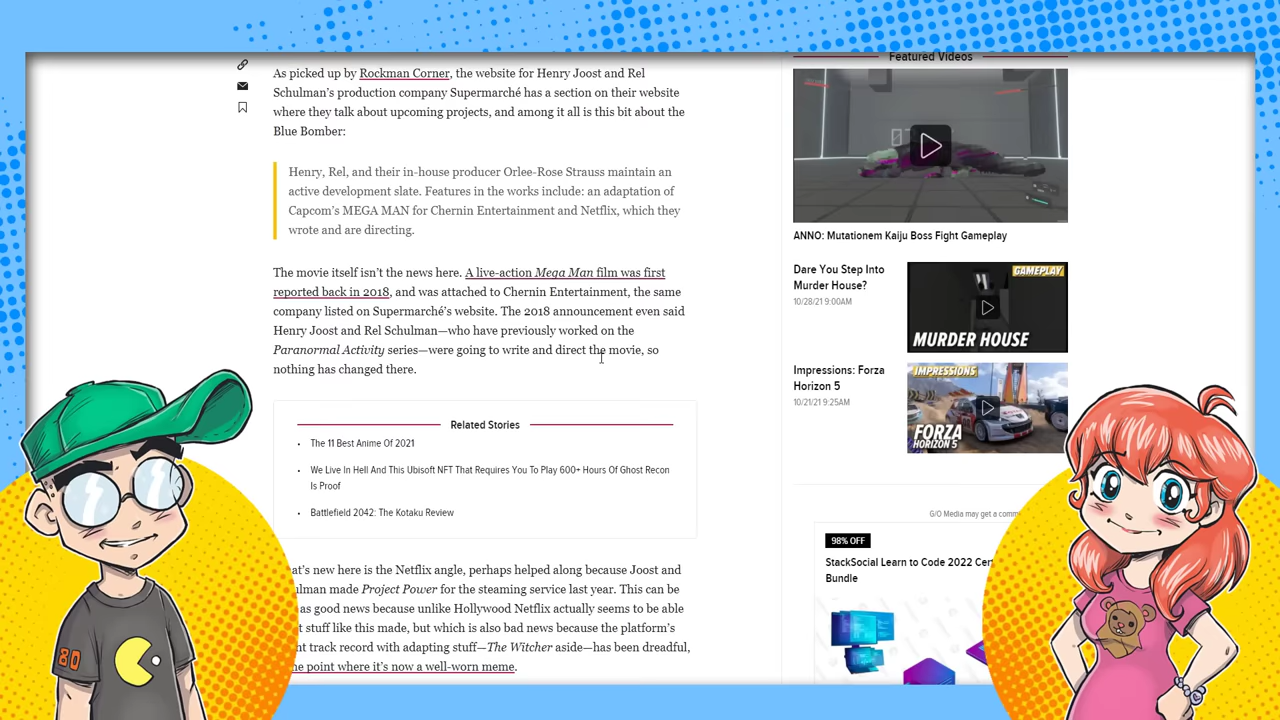 As picked up by Rockman Corner, the website for Henry Joost and Rel
Schulman's production company Supermarché has a section on their website
where they talk about upcoming projects, and among it all is this bit about the
Blue Bomber:
Henry, Rel, and their in-house producer Orlee-Rose Strauss maintain an
active development slate. Features in the works include: an adaptation of
Capcom's MEGA MAN for Chernin Entertainment and Netflix, which they
wrote and are directing.
The movie itself isn't the news here. A live-action Mega Man film was first
reported back in 2018, and was attached to Chernin Entertainment, the same
company listed on Supermarché's website. The 2018 announcement even said
Henry Joost and Rel Schulman—who have previously worked on the
Paranormal Activity series—were going to write and direct the movie, so
nothing has changed there.
Related Stories
• The 11 Best Anime Of 2021
• We Live In Hell And This Ubisoft NFT That Requires You To Play 600+ Hours Of Ghost Recon
Is Proof
• Battlefield 2042: The Kotaku Review
new here is the Netflix angle, perhaps helped along because Joost and
made Project Power for the steaming service last year. This can be
as good news because unlike Hollywood Netflix actually seems to be able
stuff like this made, but which is also bad news because the platform's
track record with adapting stuff—The Witcher aside—has been dreadful,
point where it's now a well-worn meme.
Featured Videos
ANNO: Mutationem Kaiju Boss Fight Gameplay
Dare You Step Into
Murder House?
10/28/21 9:00AM
GAMEPLAY
MURDER HOUSE
Impressions: Forza
Horizon 5
10/21/21 9:25AM
IMPRESSIONS
FORZA
HORIZON 5
G/O Media may get a
98% OFF
StackSocial Learn to Code 2022
Bundle
80